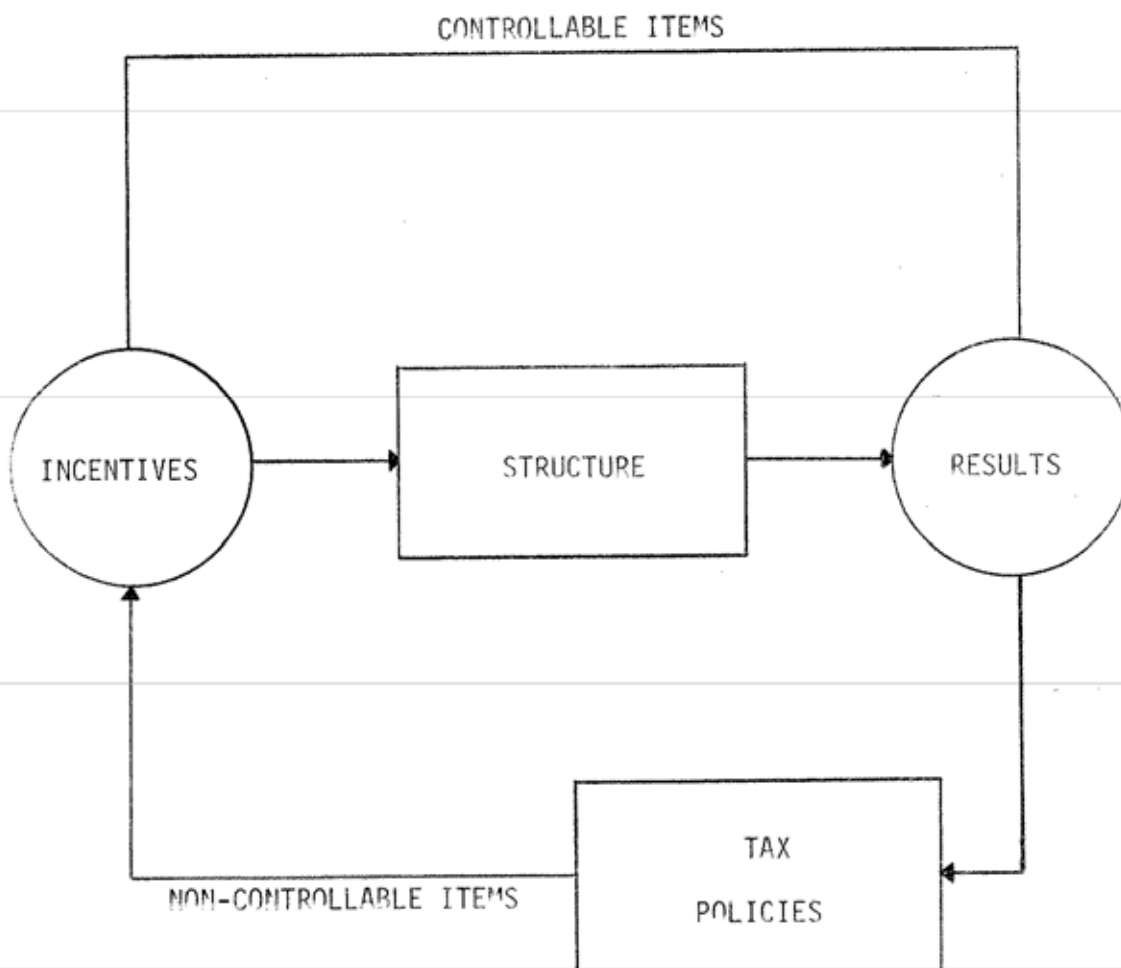 CONTROLLABLE ITEMS
INCENTIVES
STRUCTURE
RESULTS
TAX
POLICIES
NON-CONTROLLABLE ITEMS